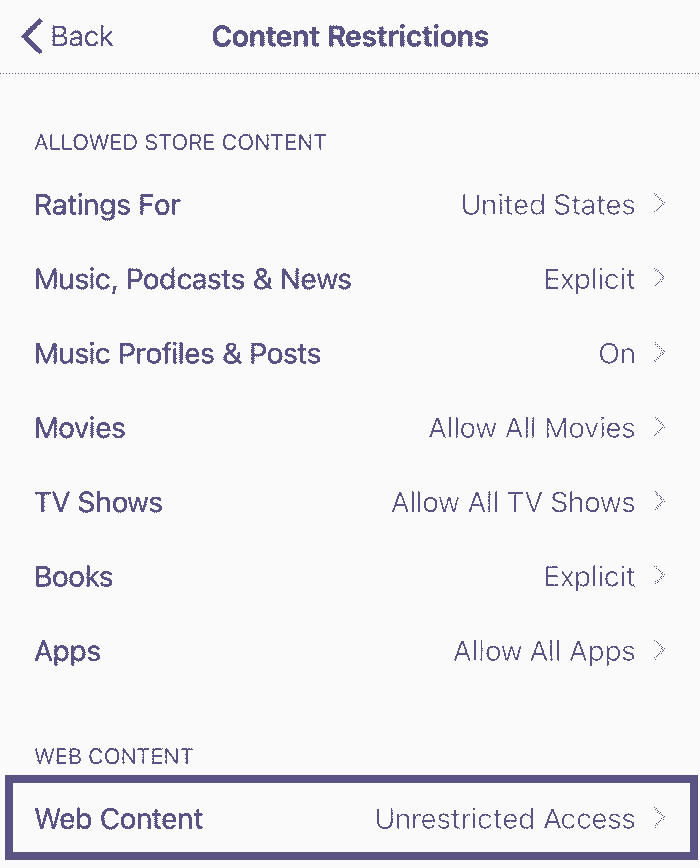 Back Content Restrictions
ALLOWED STORE CONTENT
Ratings For United States
Music, Podcasts & News Explicit
Music Profiles & Posts On
Movies Allow All Movies
TV Shows Allow All TV Shows
Books Explicit
Apps Allow All Apps
WEB CONTENT
Web Content Unrestricted Access